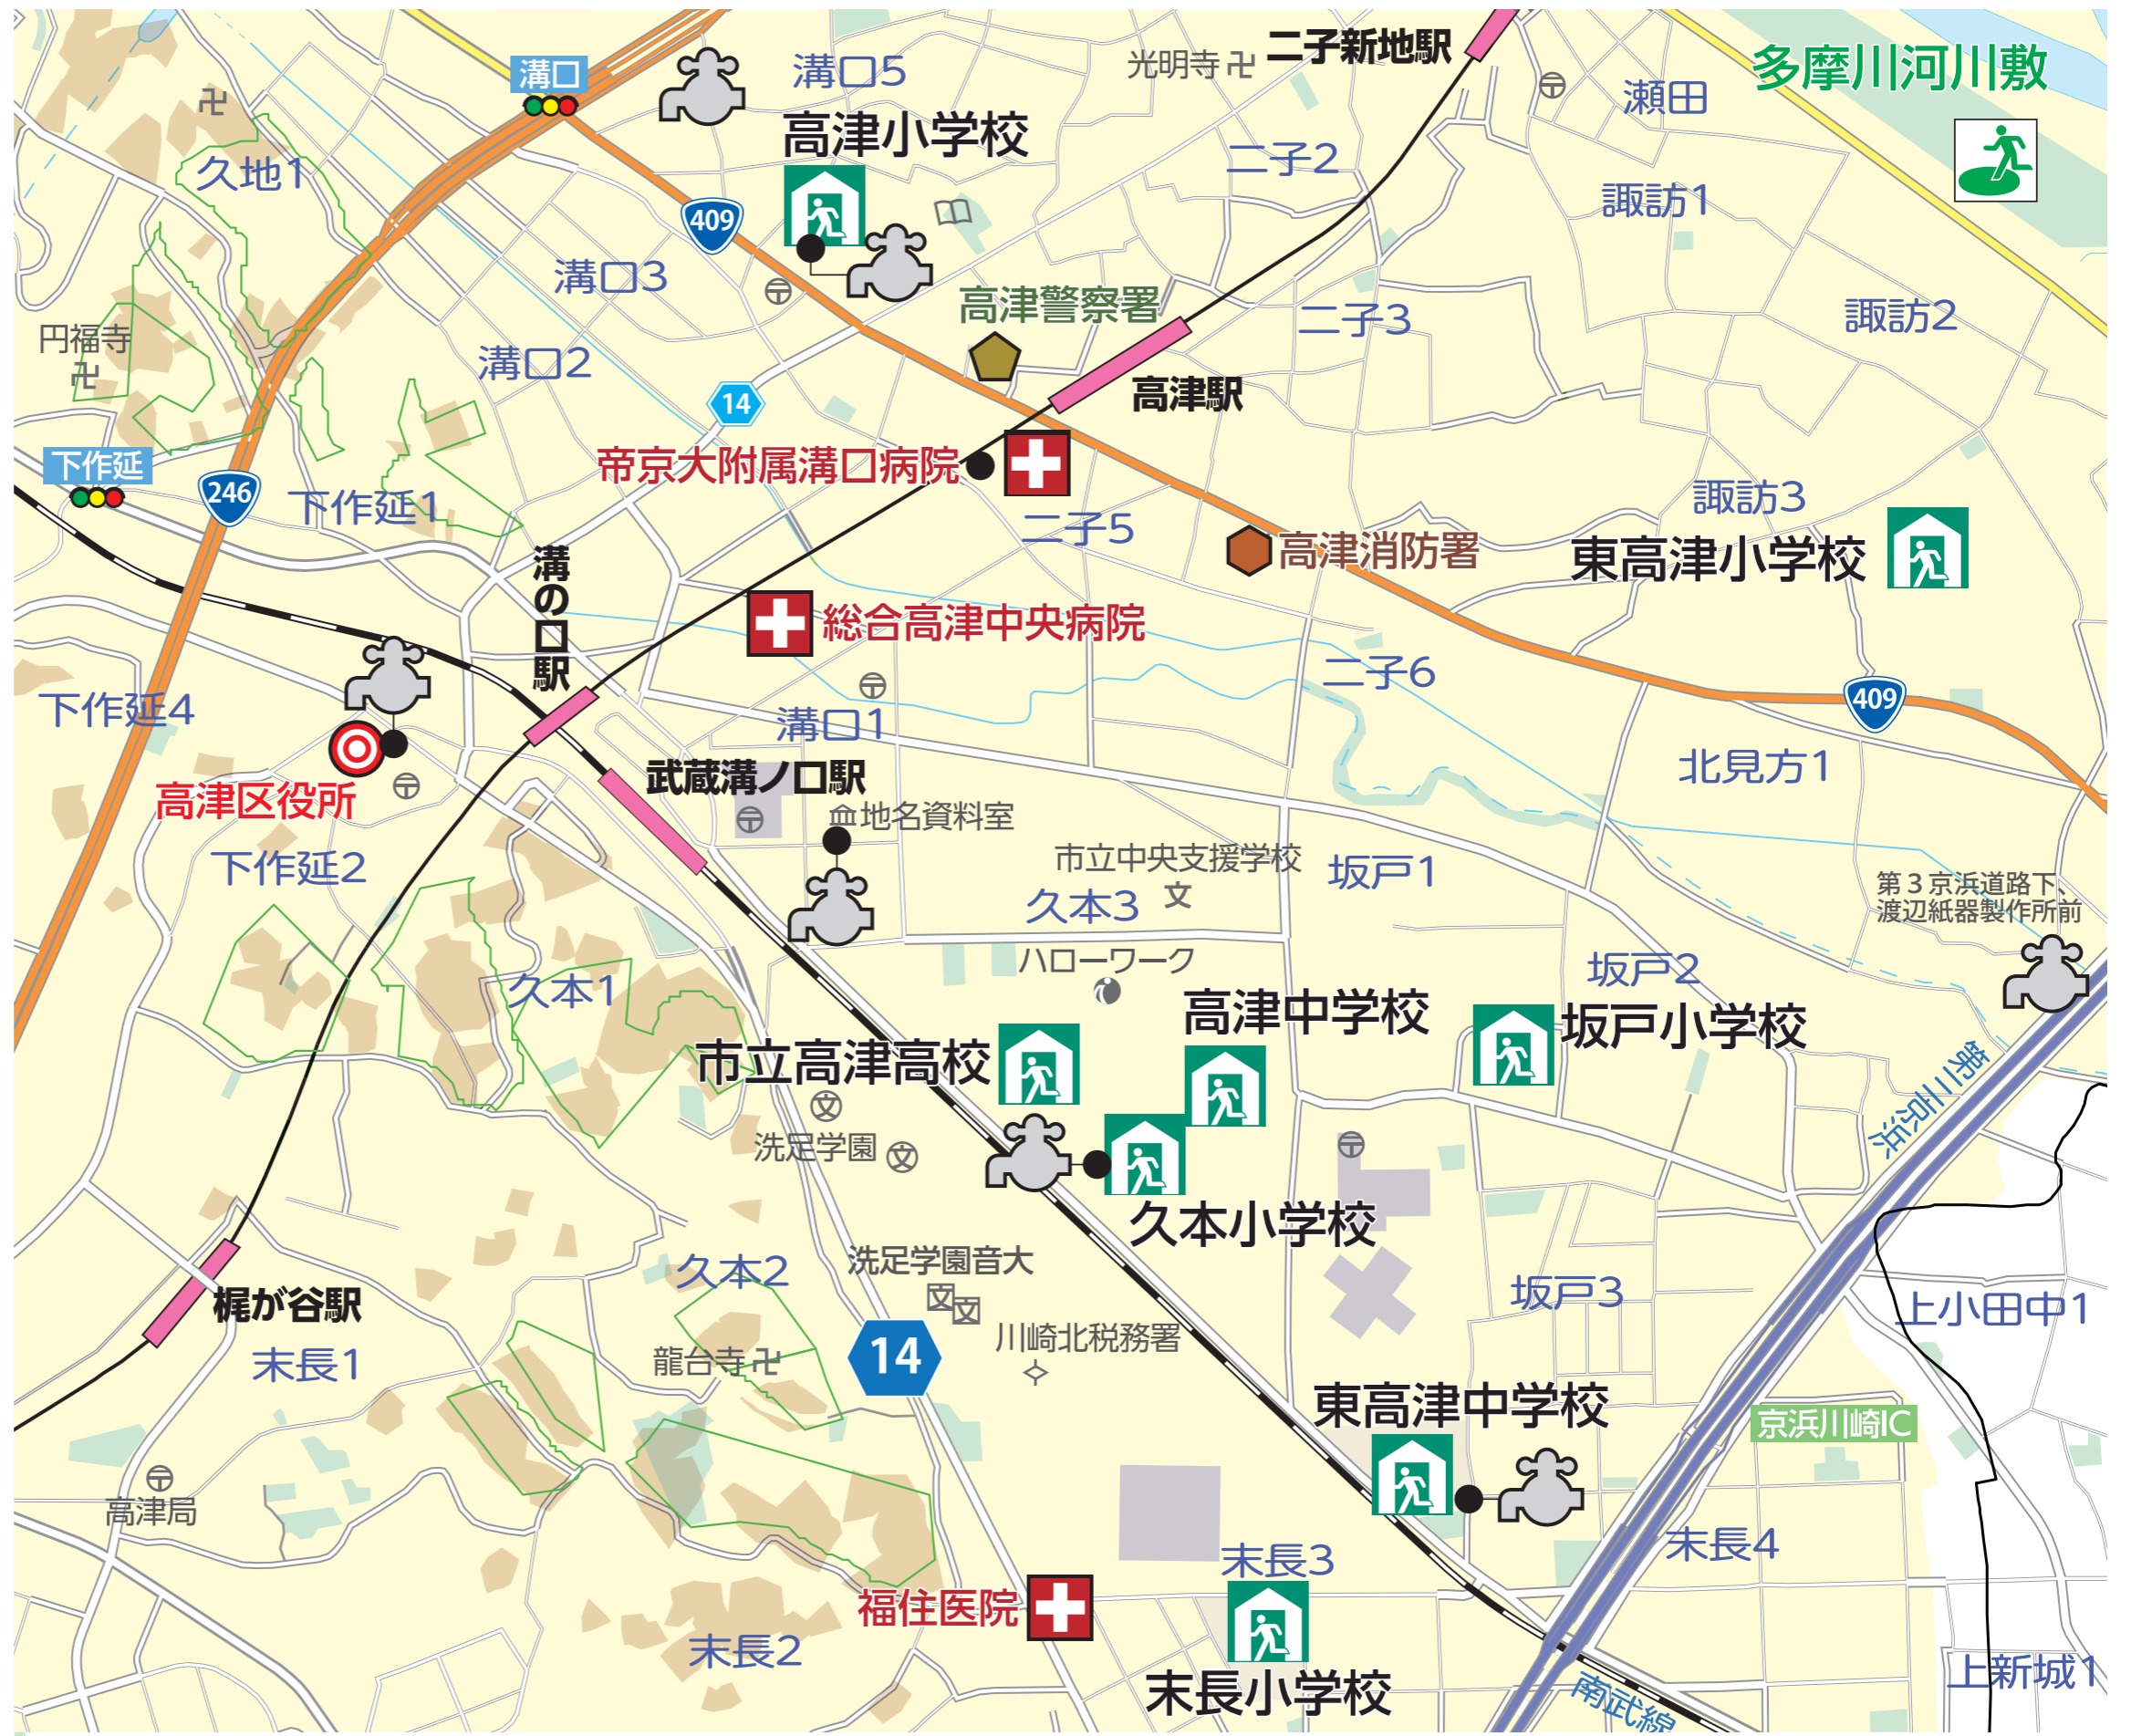 二子新地駅
溝口
溝口5
光明寺
多摩川河川敷
瀬田
高津小学校
久地1
二子2
諏訪1
409
溝口3
高津警察署
二子3
諏訪2
円福寺
溝口2
14
高津駅
下作延
帝京大附属溝口病院
246
下作延1
諏訪3
二子5
高津消防署
東高津小学校
溝の口駅
総合高津中央病院
二子6
下作延4
409
溝口1
北見方1
武蔵溝ノ口駅
高津区役所
地名資料室
下作延2
市立中央支援学校
文
坂戸1
第3京浜道路下、
渡辺紙器製作所前
久本3
ハローワーク
坂戸2
久本1
高津中学校
坂戸小学校
市立高津高校
文
第三京浜
洗足学園
文
久本小学校
洗足学園音大
文
文
久本2
坂戸3
梶が谷駅
上小田中1
川崎北税務署
龍台寺
14
末長1
東高津中学校
京浜川崎IC
高津局
末長3
末長4
福住医院
末長2
末長小学校
上新城1
南武線